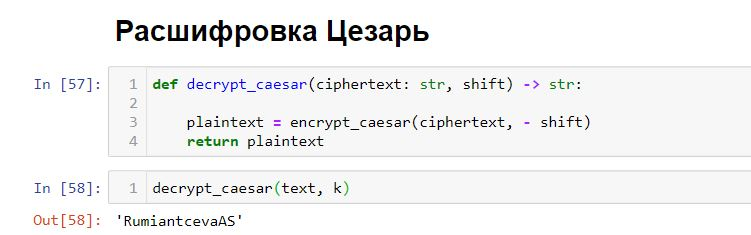 Расшифровка Цезарь
In [57]:
1 def decrypt_caesar(ciphertext: str, shift) -> str:
2
3     plaintext = encrypt_caesar(ciphertext, - shift)
4     return plaintext
In [58]:
1 decrypt_caesar(text, k)
Out[58]: 'RumiantcevaAS'